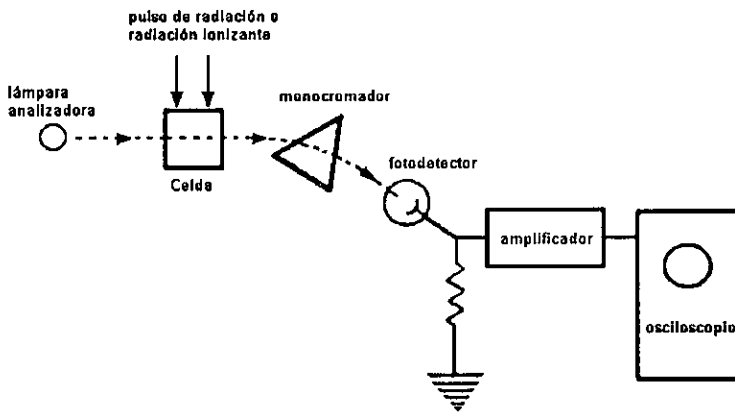 pulso de radiación o
radiación ionizante
lámpara
analizadora
monocromador
fotodetector
Celda
amplificador
osciloscopio